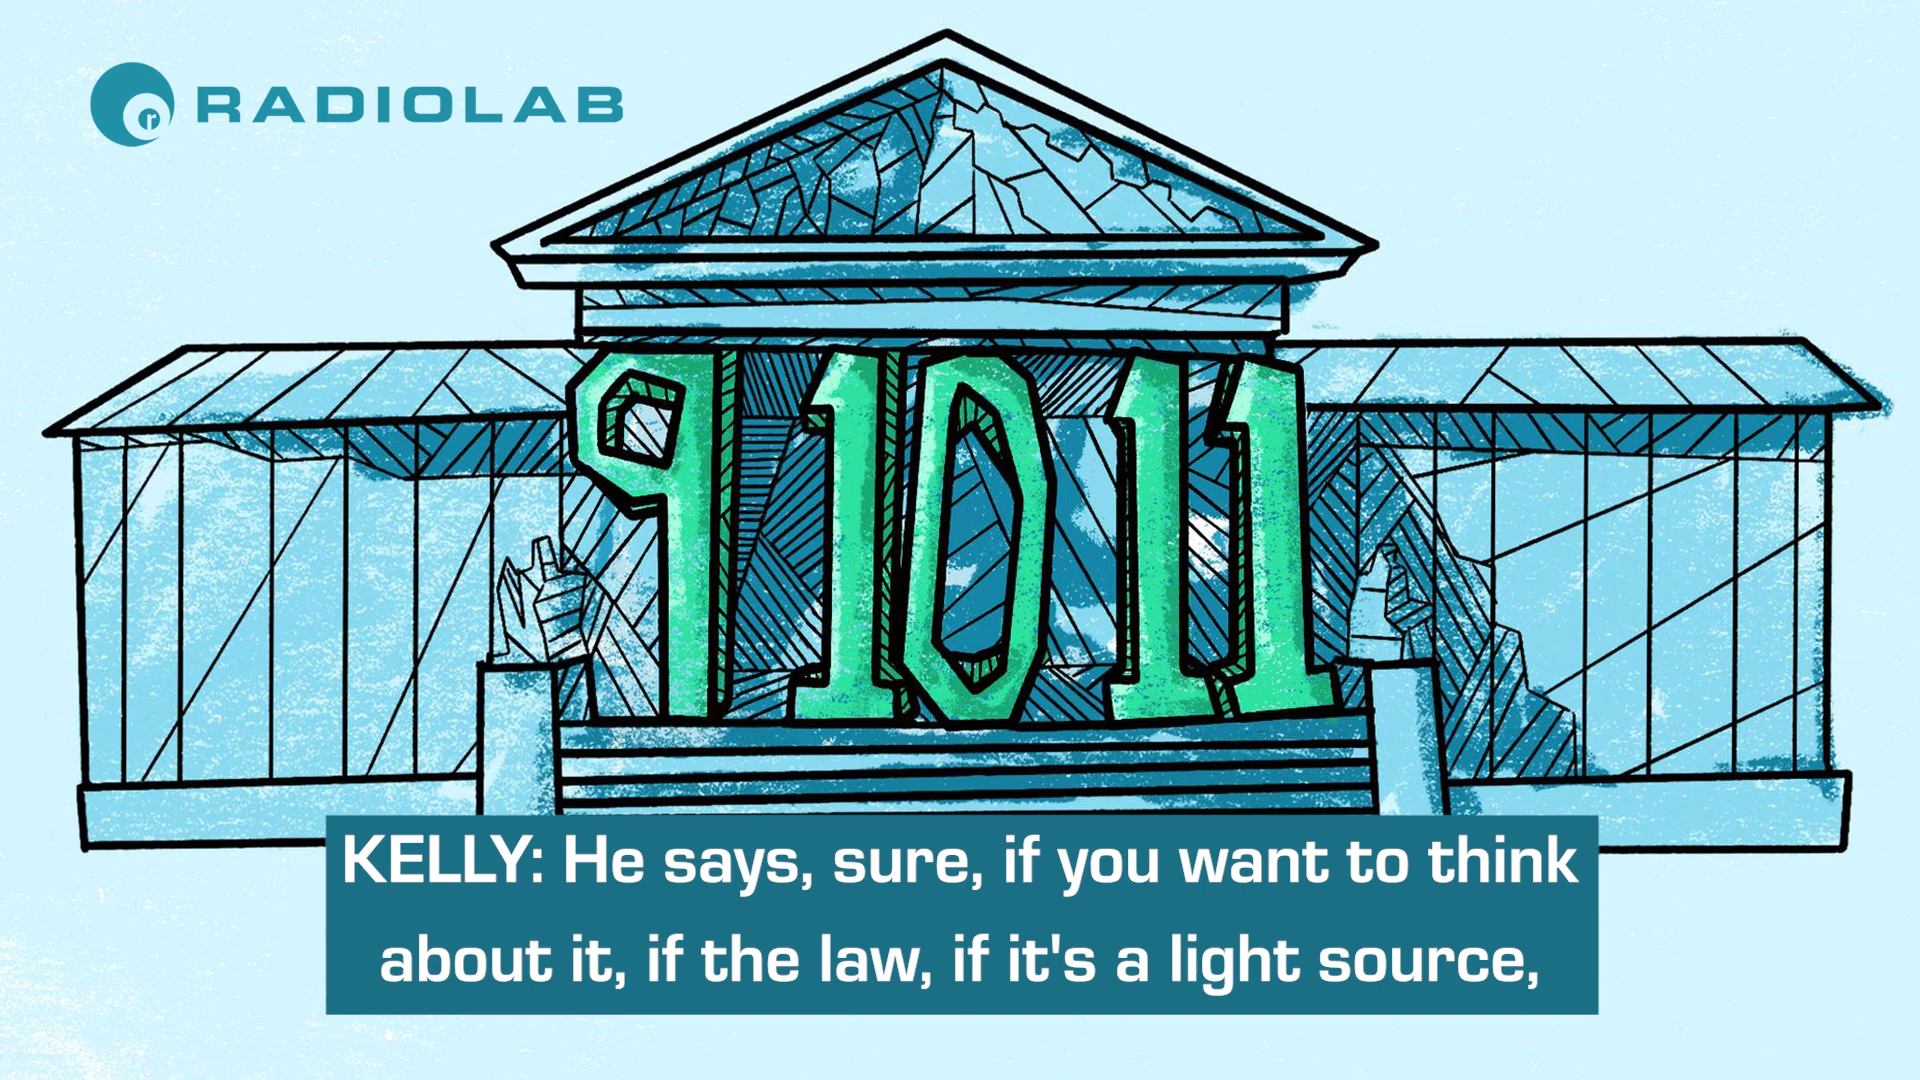 RADIOLAB
9 10 11
KELLY: He says, sure, if you want to think
about it, if the law, if it's a light source,